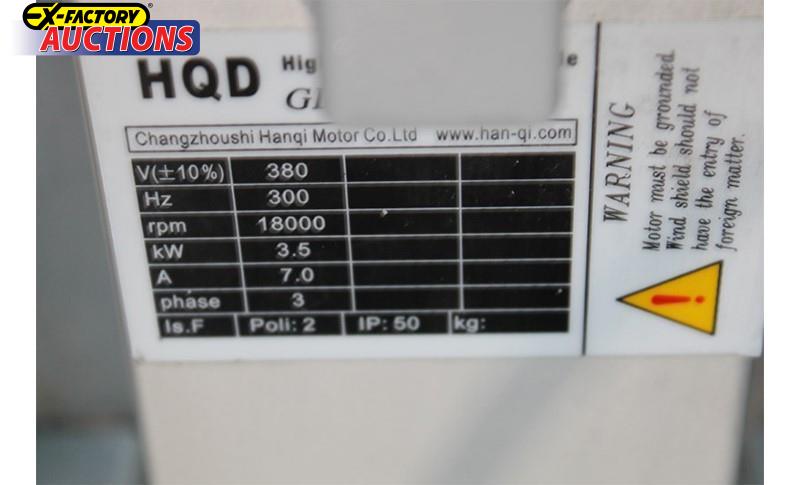 X-FACTORY
AUCTIONS
HQD
Changzhoushi Hanqi Motor Co.Ltd www.han-qi.com
V(±10%) 380
Hz 300
rpm 18000
kW 3.5
A 7.0
phase 3
Is.F Poli: 2 IP: 50 kg:
WARNING
Motor must be grounded.
Wind shield should not
have the entry of
foreign matter.